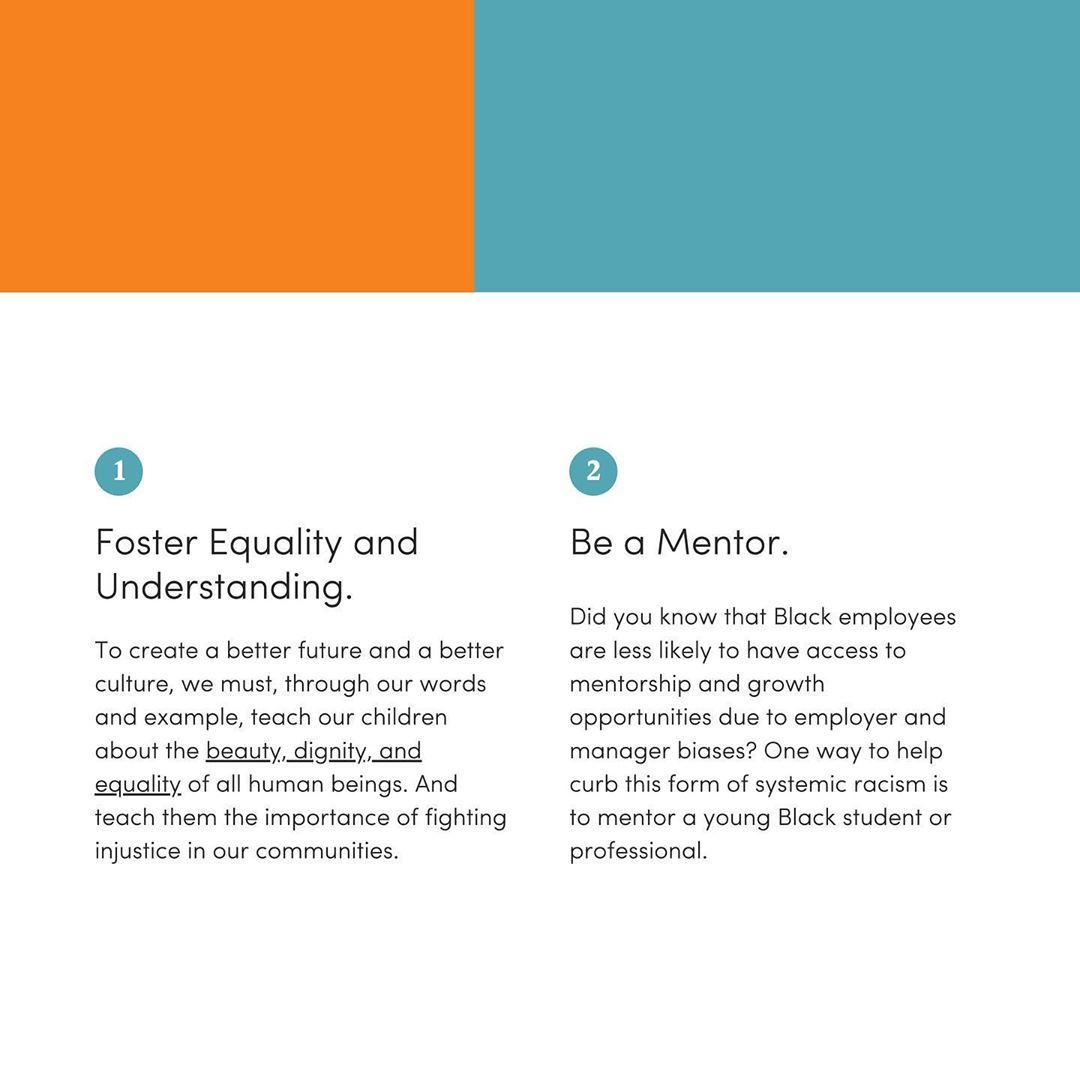 1
Foster Equality and
Understanding.
To create a better future and a better
culture, we must, through our words
and example, teach our children
about the beauty, dignity, and
equality of all human beings. And
teach them the importance of fighting
injustice in our communities.
2
Be a Mentor.
Did you know that Black employees
are less likely to have access to
mentorship and growth
opportunities due to employer and
manager biases? One way to help
curb this form of systemic racism is
to mentor a young Black student or
professional.